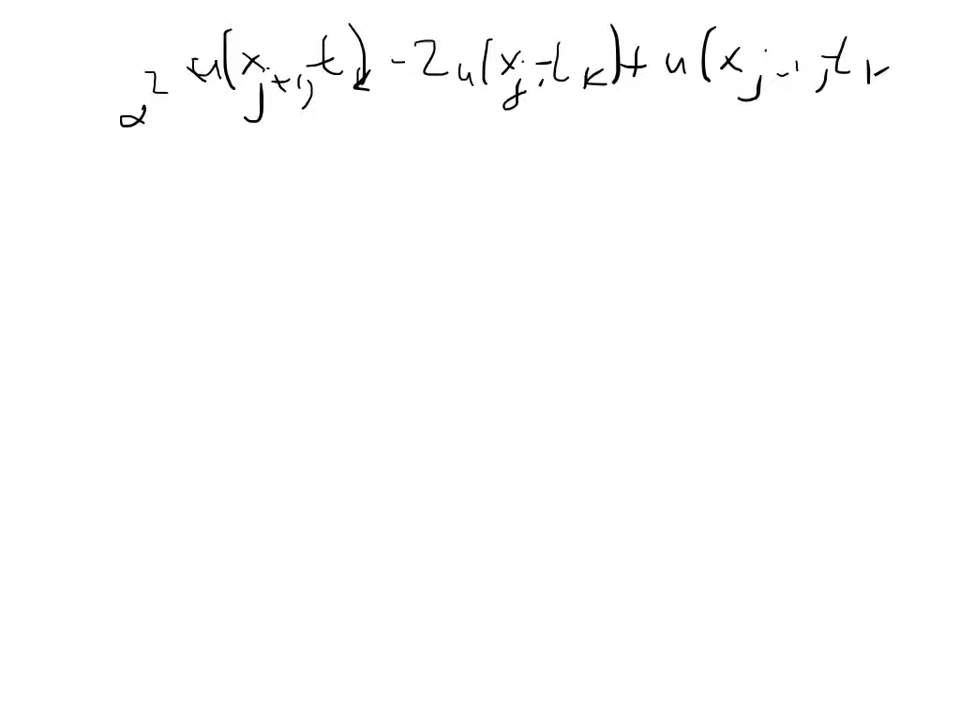 α² u(x_{j+1}, t_k) - 2u(x_j, t_k) + u(x_{j-1}, t_k